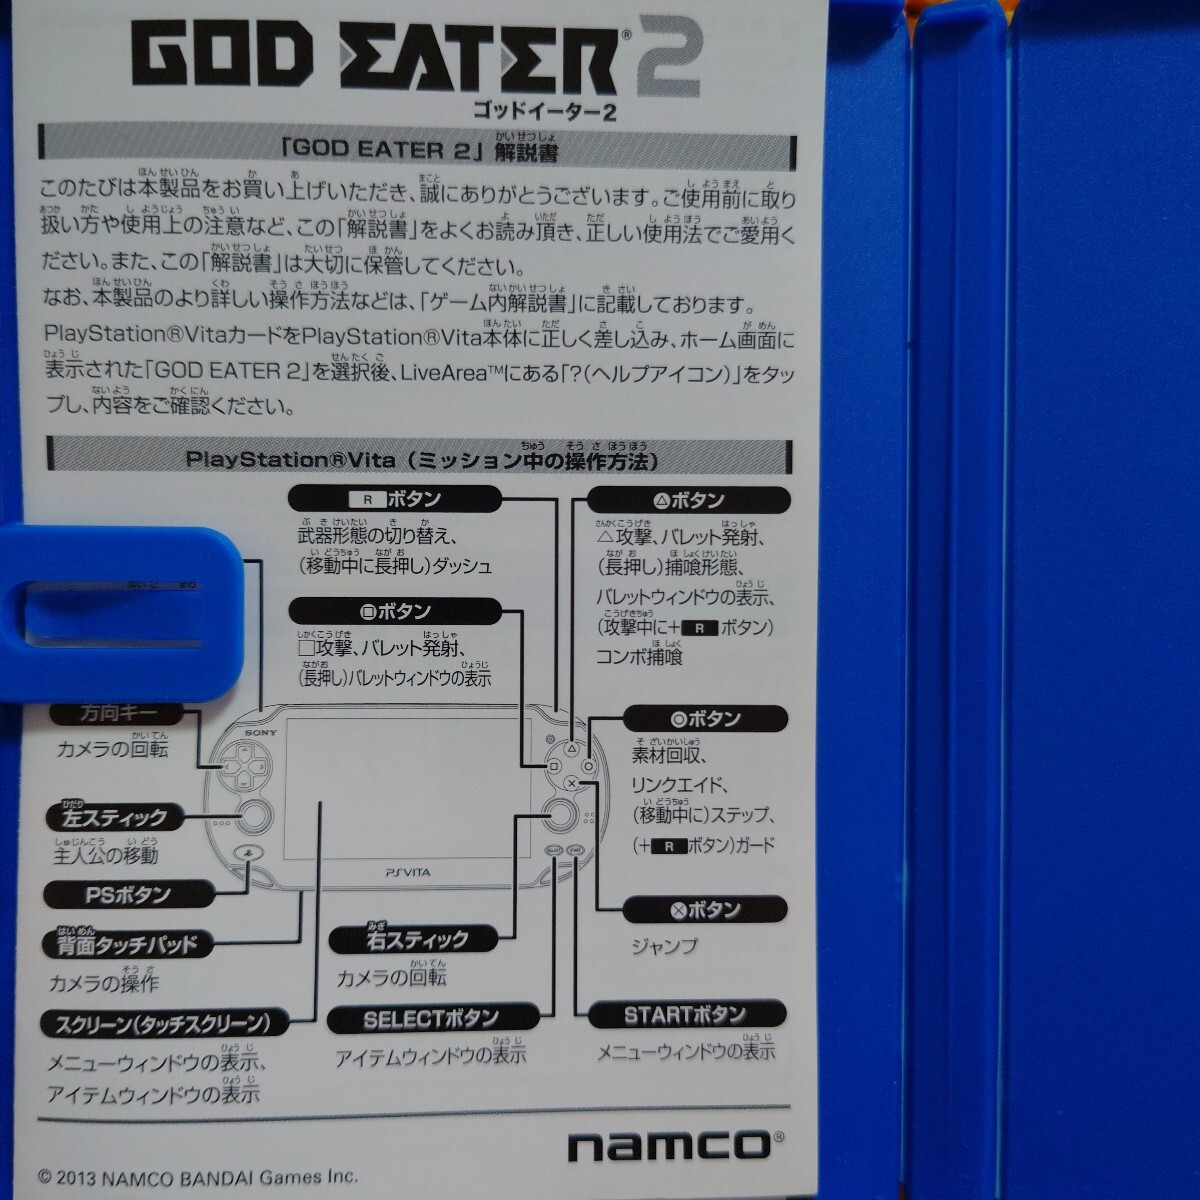 GOD EATER® 2
ゴッドイーター2
「GOD EATER 2」解説書
このたびは本製品をお買い上げいただき、誠にありがとうございます。ご使用前に取り
扱い方や使用上の注意など、この「解説書」をよくお読み頂き、正しい使用法でご愛用く
ださい。また、この「解説書」は大切に保管してください。
なお、本製品のより詳しい操作方法などは、「ゲーム内解説書」に記載しております。
PlayStation®VitaカードをPlayStation®Vita本体に正しく差し込み、ホーム画面に
表示された「GOD EATER 2」を選択後、LiveArea™にある「?(ヘルプアイコン)」をタッ
プし、内容をご確認ください。
PlayStation®Vita（ミッション中の操作方法）
Rボタン
武器形態の切り替え、
(移動中に長押し)ダッシュ
□ボタン
□攻撃、バレット発射、
(長押し)バレットウィンドウの表示
△ボタン
△攻撃、バレット発射、
(長押し)捕喰形態、
バレットウィンドウの表示、
(攻撃中に+Rボタン)
コンボ捕喰
○ボタン
素材回収、
リンクエイド、
(移動中に)ステップ、
(+Rボタン)ガード
×ボタン
ジャンプ
方向キー
カメラの回転
左スティック
主人公の移動
PSボタン
背面タッチパッド
カメラの操作
スクリーン(タッチスクリーン)
メニューウィンドウの表示、
アイテムウィンドウの表示
右スティック
カメラの回転
SELECTボタン
アイテムウィンドウの表示
STARTボタン
メニューウィンドウの表示
SONY
PSVITA
SELECT
START
namco®
© 2013 NAMCO BANDAI Games Inc.